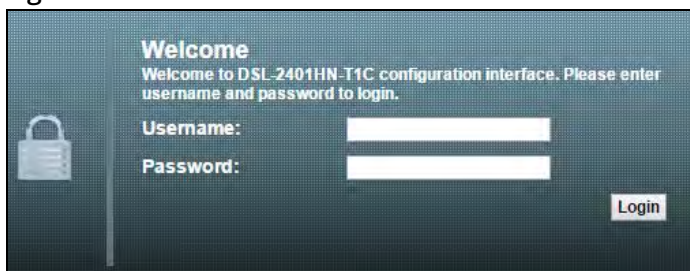 Welcome
Welcome to DSL-2401HN-T1C configuration interface. Please enter
username and password to login.
Username:
Password:
Login